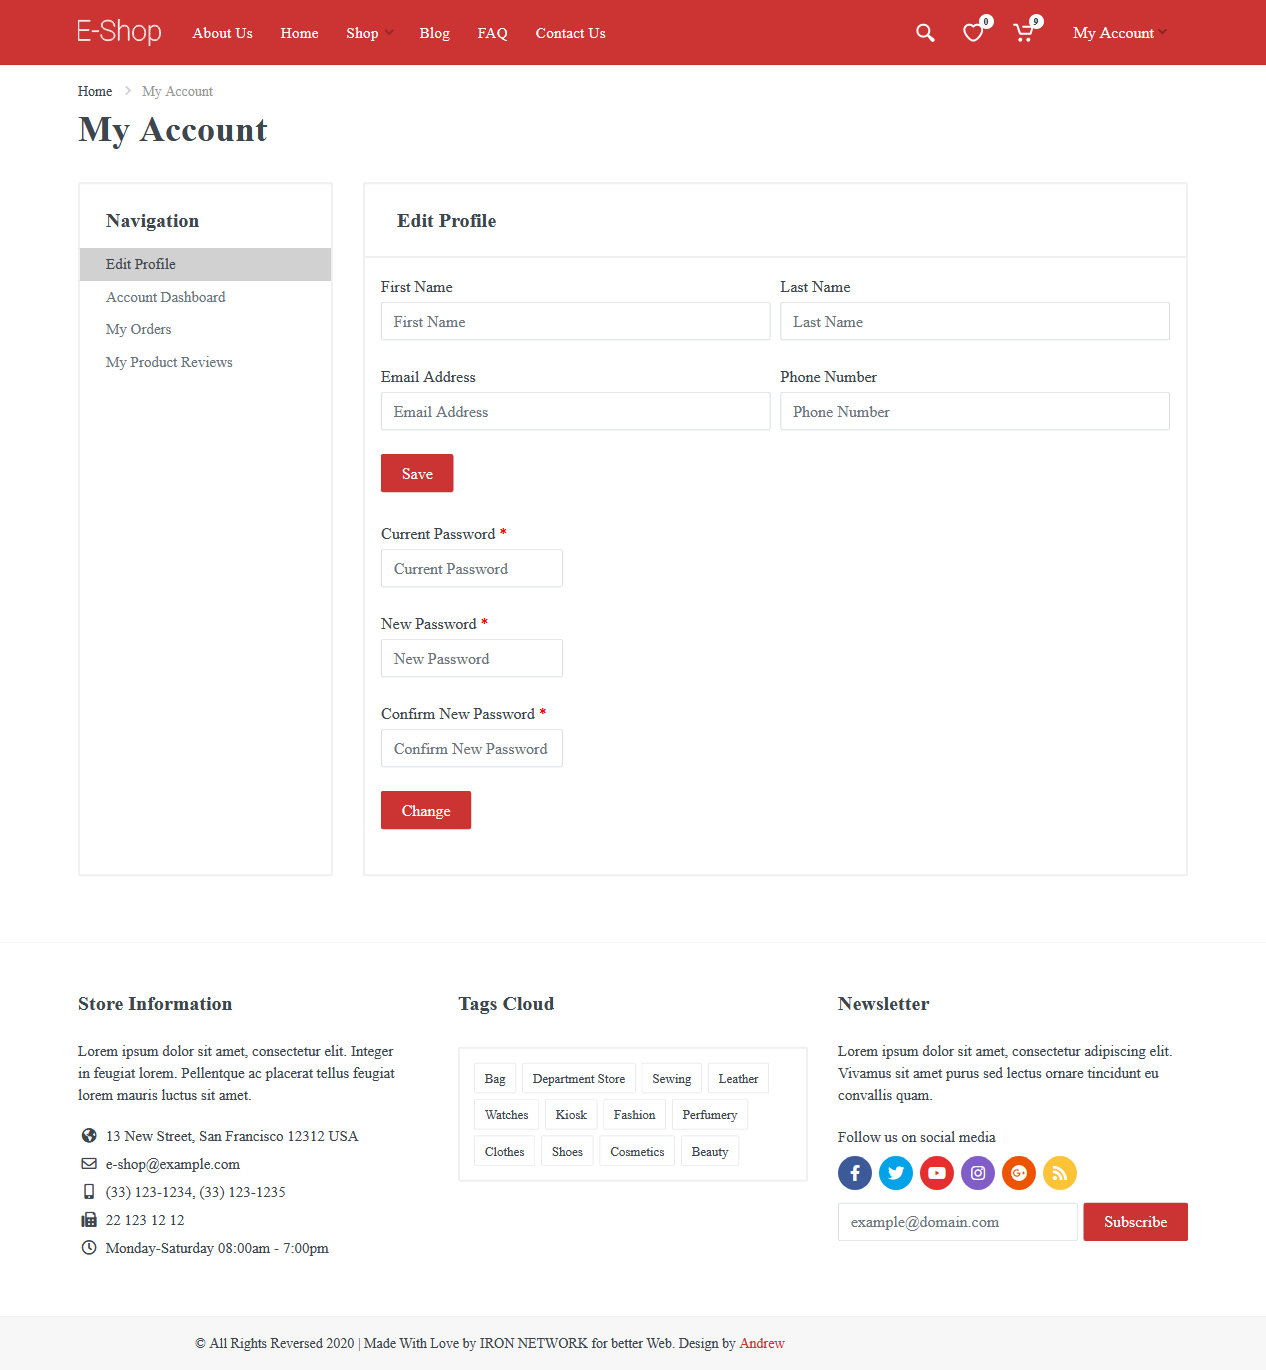 E-Shop About Us Home Shop Blog FAQ Contact Us 0 9 My Account
Home My Account
My Account
Navigation
Edit Profile
Account Dashboard
My Orders
My Product Reviews
Edit Profile
First Name Last Name
First Name Last Name
Email Address Phone Number
Email Address Phone Number
Save
Current Password *
Current Password
New Password *
New Password
Confirm New Password *
Confirm New Password
Change
Store Information
Lorem ipsum dolor sit amet, consectetur elit. Integer
in feugiat lorem. Pellentque ac placerat tellus feugiat
lorem mauris luctus sit amet.
13 New Street, San Francisco 12312 USA
e-shop@example.com
(33) 123-1234, (33) 123-1235
22 123 12 12
Monday-Saturday 08:00am - 7:00pm
Tags Cloud
Bag Department Store Sewing Leather
Watches Kiosk Fashion Perfumery
Clothes Shoes Cosmetics Beauty
Newsletter
Lorem ipsum dolor sit amet, consectetur adipiscing elit.
Vivamus sit amet purus sed lectus ornare tincidunt eu
convallis quam.
Follow us on social media
example@domain.com Subscribe
© All Rights Reversed 2020 | Made With Love by IRON NETWORK for better Web. Design by Andrew